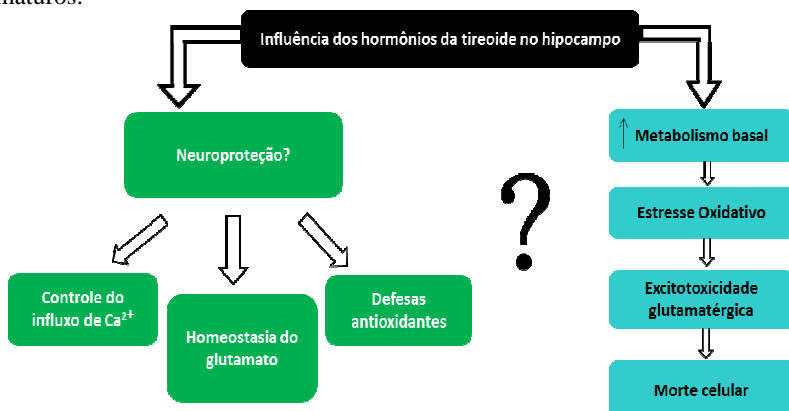 Influência dos hormônios da tireoide no hipocampo
Neuroproteção?
Controle do
influxo de Ca²⁺
Homeostasia do
glutamato
Defesas
antioxidantes
?
↑ Metabolismo basal
Estresse Oxidativo
Excitotoxicidade
glutamatérgica
Morte celular